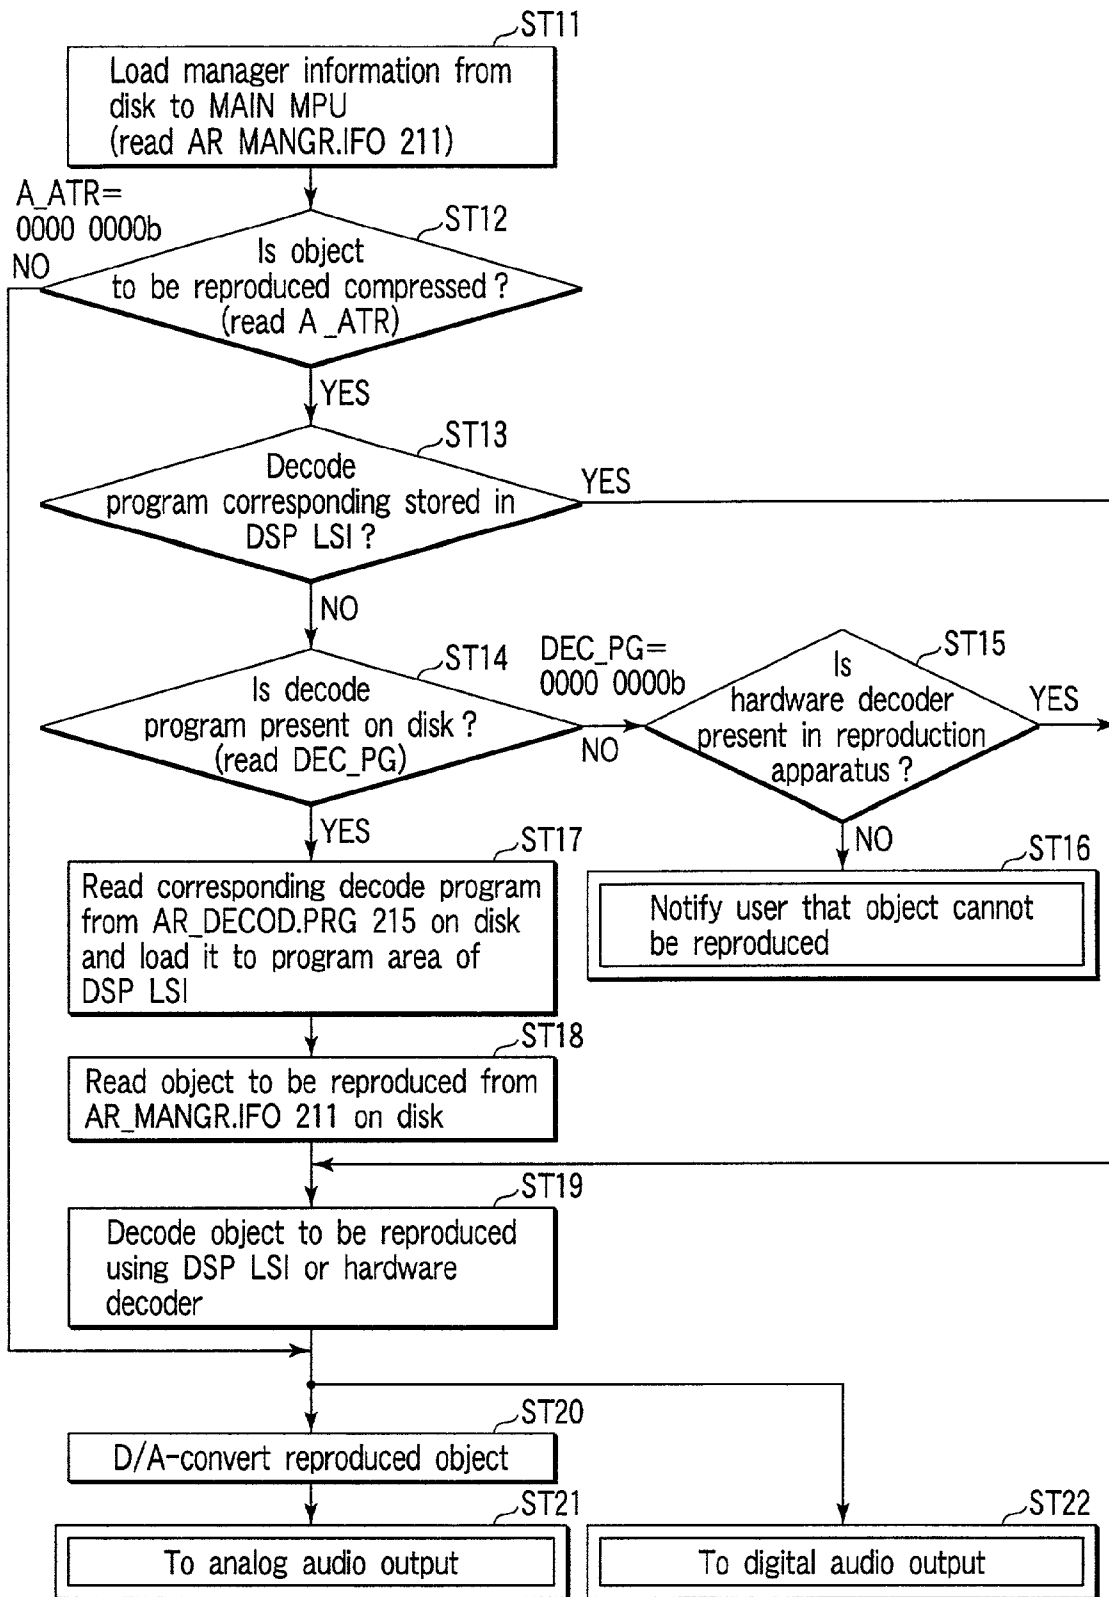 ST11
Load manager information from
disk to MAIN MPU
(read AR MANGR.IFO 211)
A_ATR=
0000 0000b
NO
ST12
Is object
to be reproduced compressed ?
(read A_ATR)
YES
ST13
Decode
program corresponding stored in
DSP LSI ?
YES
NO
ST14
Is decode
program present on disk ?
(read DEC_PG)
DEC_PG=
0000 0000b
NO
ST15
Is
hardware decoder
present in reproduction
apparatus ?
YES
YES
NO
ST17
Read corresponding decode program
from AR_DECOD.PRG 215 on disk
and load it to program area of
DSP LSI
ST16
Notify user that object cannot
be reproduced
ST18
Read object to be reproduced from
AR_MANGR.IFO 211 on disk
ST19
Decode object to be reproduced
using DSP LSI or hardware
decoder
ST20
D/A-convert reproduced object
ST21
To analog audio output
ST22
To digital audio output